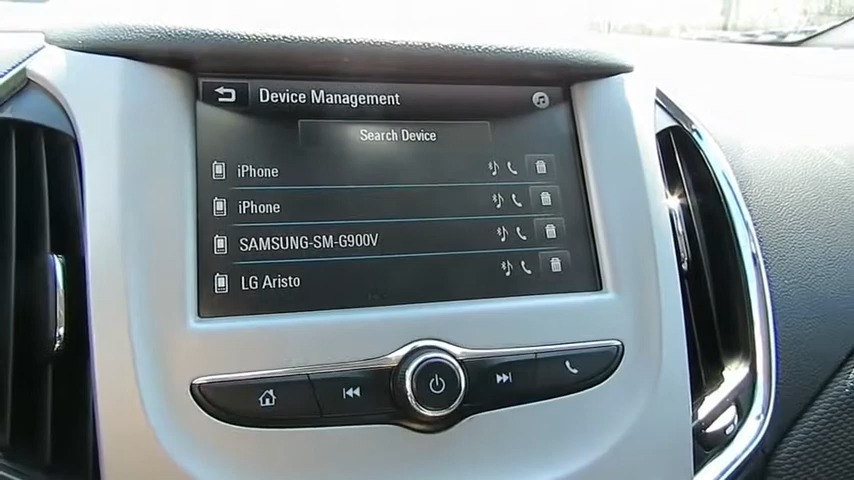 Device Management
Search Device
iPhone
iPhone
SAMSUNG-SM-G900V
LG Aristo